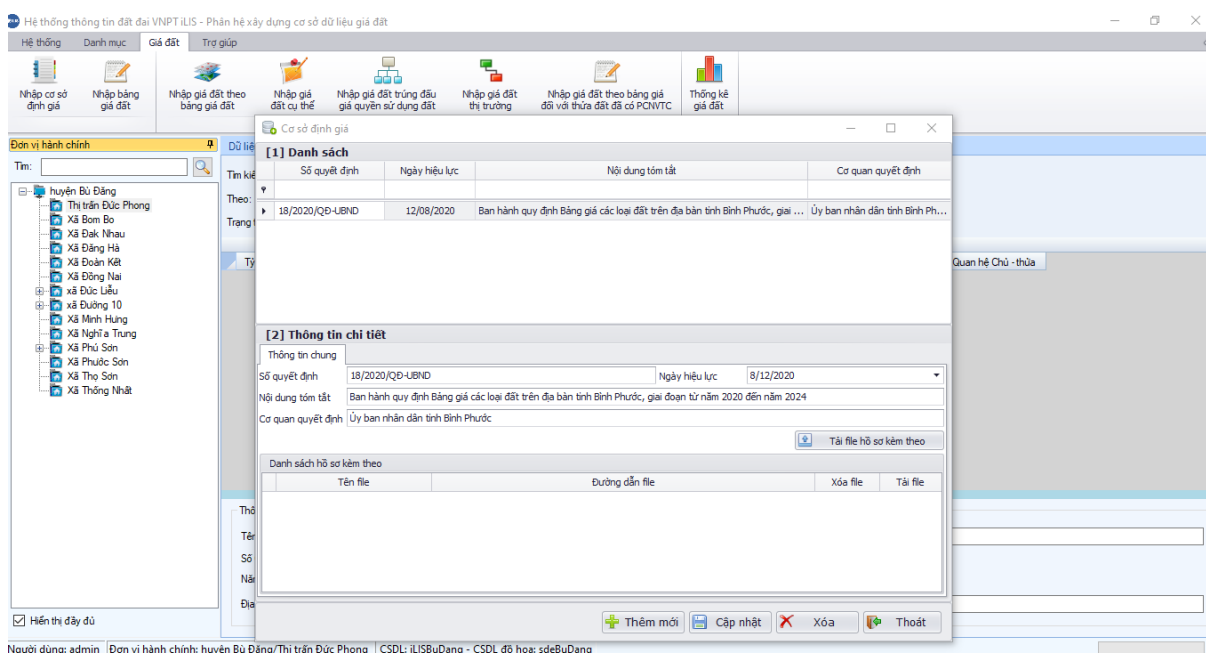 Hệ thống thông tin đất đai VNPT iLIS - Phân hệ xây dựng cơ sở dữ liệu giá đất
Hệ thống Danh mục Giá đất Trợ giúp
Nhập cơ sở định giá
Nhập bảng giá đất
Nhập giá đất theo bảng giá đất
Nhập giá đất cụ thể
Nhập giá đất trúng đấu giá quyền sử dụng đất
Nhập giá đất thị trường
Nhập giá đất theo bảng giá đối với thửa đất đã có PCNVTC
Thống kê giá đất
Đơn vị hành chính
Tìm:
huyện Bù Đăng
Thị trấn Đức Phong
Xã Bom Bo
Xã Đak Nhau
Xã Đăng Hà
Xã Đoàn Kết
Xã Đồng Nai
xã Đức Liễu
xã Đường 10
Xã Minh Hưng
Xã Nghĩa Trung
Xã Phú Sơn
Xã Phước Sơn
Xã Thọ Sơn
Xã Thống Nhất
Hiển thị đầy đủ
Dữ liệ
Tìm kiế
Theo:
Trang t
Tỷ
Quan hệ Chủ - thửa
Thô
Tên
Số
Năm
Địa
Cơ sở định giá
[1] Danh sách
Số quyết định Ngày hiệu lực Nội dung tóm tắt Cơ quan quyết định
18/2020/QĐ-UBND 12/08/2020 Ban hành quy định Bảng giá các loại đất trên địa bàn tỉnh Bình Phước, giai ... Ủy ban nhân dân tỉnh Bình Ph...
[2] Thông tin chi tiết
Thông tin chung
Số quyết định 18/2020/QĐ-UBND Ngày hiệu lực 8/12/2020
Nội dung tóm tắt Ban hành quy định Bảng giá các loại đất trên địa bàn tỉnh Bình Phước, giai đoạn từ năm 2020 đến năm 2024
Cơ quan quyết định Ủy ban nhân dân tỉnh Bình Phước
Tải file hồ sơ kèm theo
Danh sách hồ sơ kèm theo
Tên file Đường dẫn file Xóa file Tải file
Thêm mới Cập nhật Xóa Thoát
Người dùng: admin Đơn vị hành chính: huyện Bù Đăng/Thị trấn Đức Phong CSDL: iLISBuDang - CSDL đồ họa: sdeBuDang